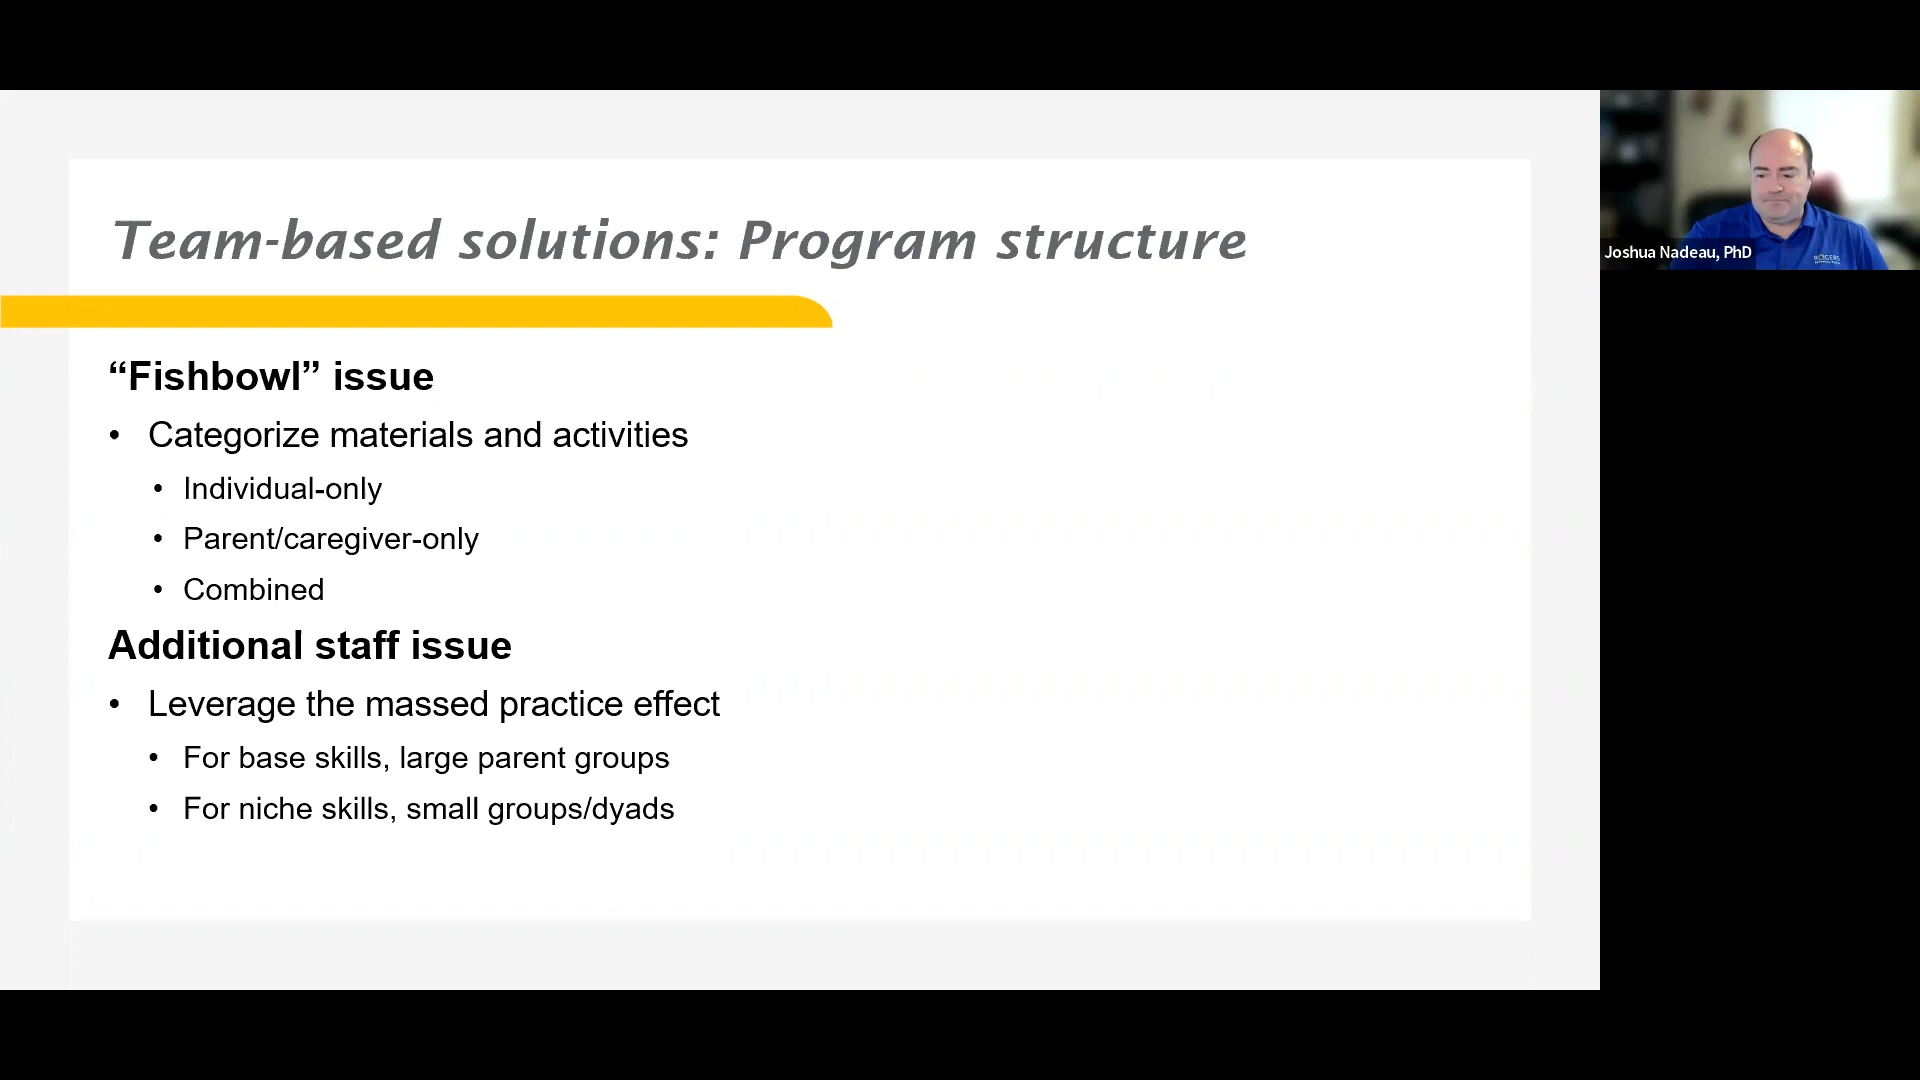 Team-based solutions: Program structure
“Fishbowl” issue
• Categorize materials and activities
• Individual-only
• Parent/caregiver-only
• Combined
Additional staff issue
• Leverage the massed practice effect
• For base skills, large parent groups
• For niche skills, small groups/dyads
Joshua Nadeau, PhD
ROGERS